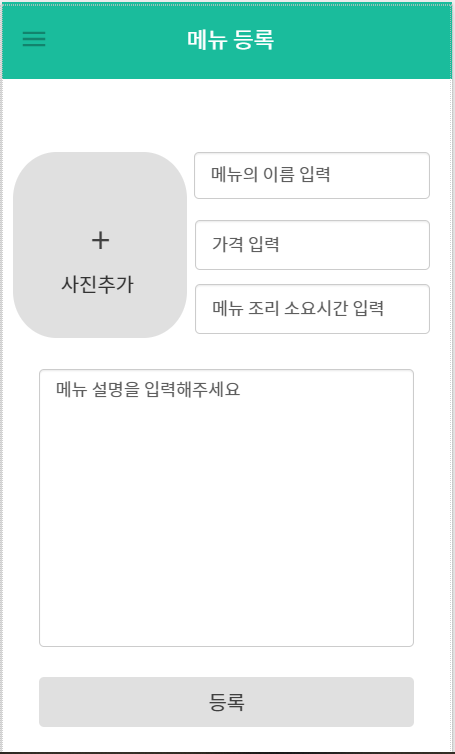 메뉴 등록
메뉴의 이름 입력
+
사진추가
가격 입력
메뉴 조리 소요시간 입력
메뉴 설명을 입력해주세요
등록